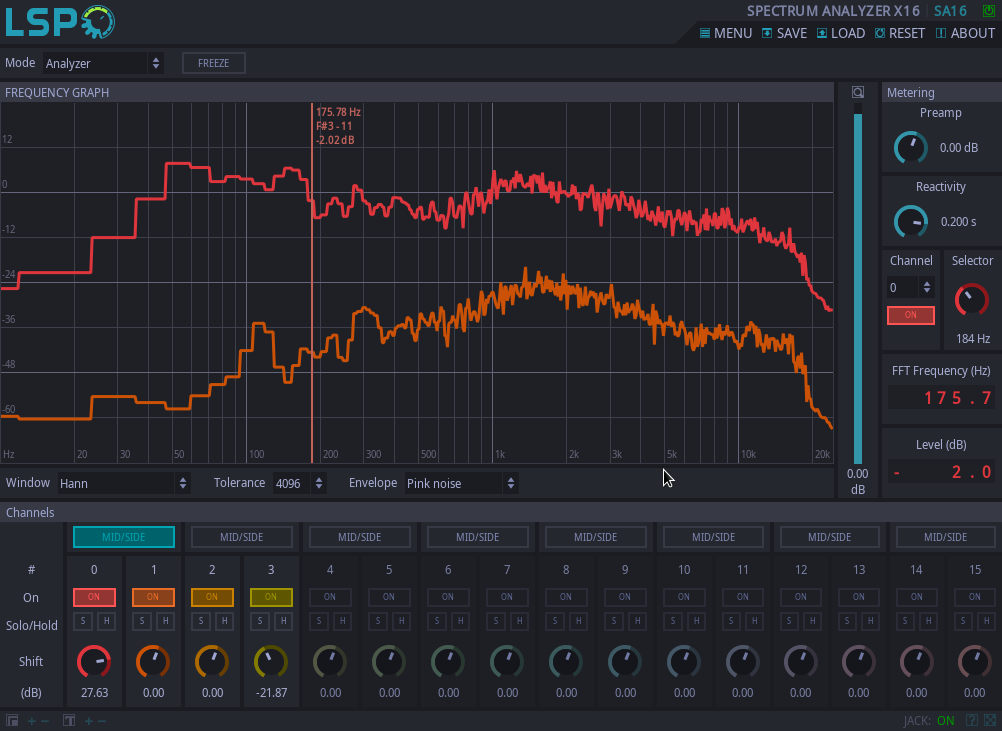 LSP
SPECTRUM ANALYZER X16 SA16
MENU SAVE LOAD RESET ABOUT
Mode Analyzer FREEZE
FREQUENCY GRAPH
Metering
175.78 Hz
F#3 - 11
-2.02 dB
12
0
-12
-24
-36
-48
-60
Hz 20 30 50 100 200 300 500 1k 2k 3k 5k 10k 20k
0.00
dB
Preamp
0.00 dB
Reactivity
0.200 s
Channel Selector
0
ON
184 Hz
FFT Frequency (Hz)
175.7
Level (dB)
- 2.0
Window Hann Tolerance 4096 Envelope Pink noise
Channels
MID/SIDE MID/SIDE MID/SIDE MID/SIDE MID/SIDE MID/SIDE MID/SIDE MID/SIDE
# 0 1 2 3 4 5 6 7 8 9 10 11 12 13 14 15
On ON ON ON ON ON ON ON ON ON ON ON ON ON ON ON ON
Solo/Hold S H S H S H S H S H S H S H S H S H S H S H S H S H S H S H S H
Shift
(dB) 27.63 0.00 0.00 -21.87 0.00 0.00 0.00 0.00 0.00 0.00 0.00 0.00 0.00 0.00 0.00 0.00
JACK: ON